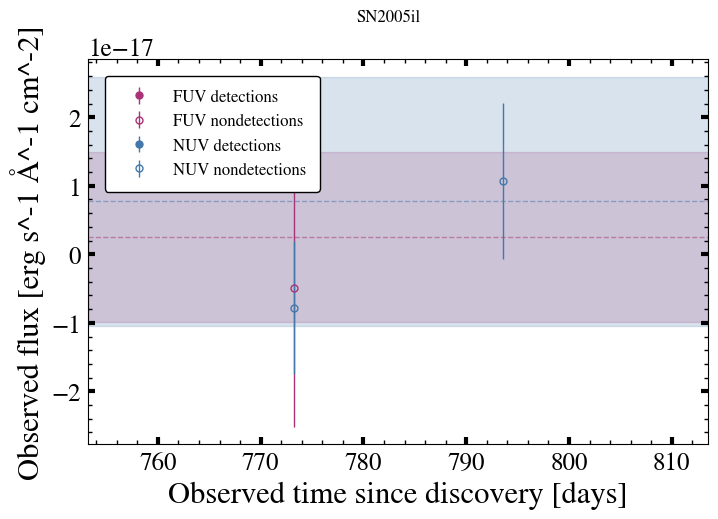 SN2005il
1e−17
FUV detections
FUV nondetections
NUV detections
NUV nondetections
2
1
0
−1
−2
Observed flux [erg s^-1 Å^-1 cm^-2]
760 770 780 790 800 810
Observed time since discovery [days]